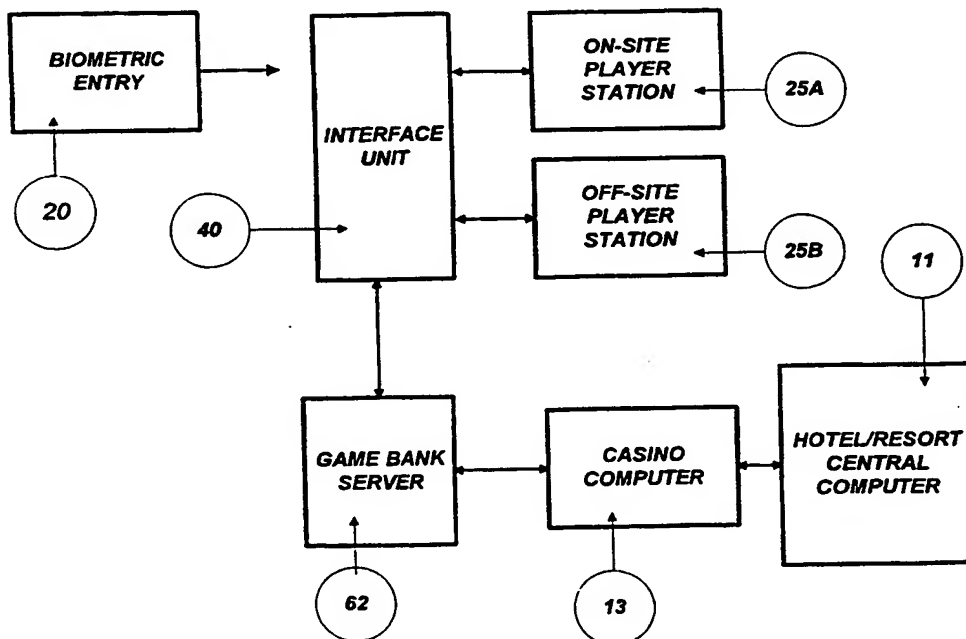 BIOMETRIC
ENTRY
20
INTERFACE
UNIT
40
ON-SITE
PLAYER
STATION
25A
OFF-SITE
PLAYER
STATION
25B
11
GAME BANK
SERVER
62
CASINO
COMPUTER
13
HOTEL/RESORT
CENTRAL
COMPUTER